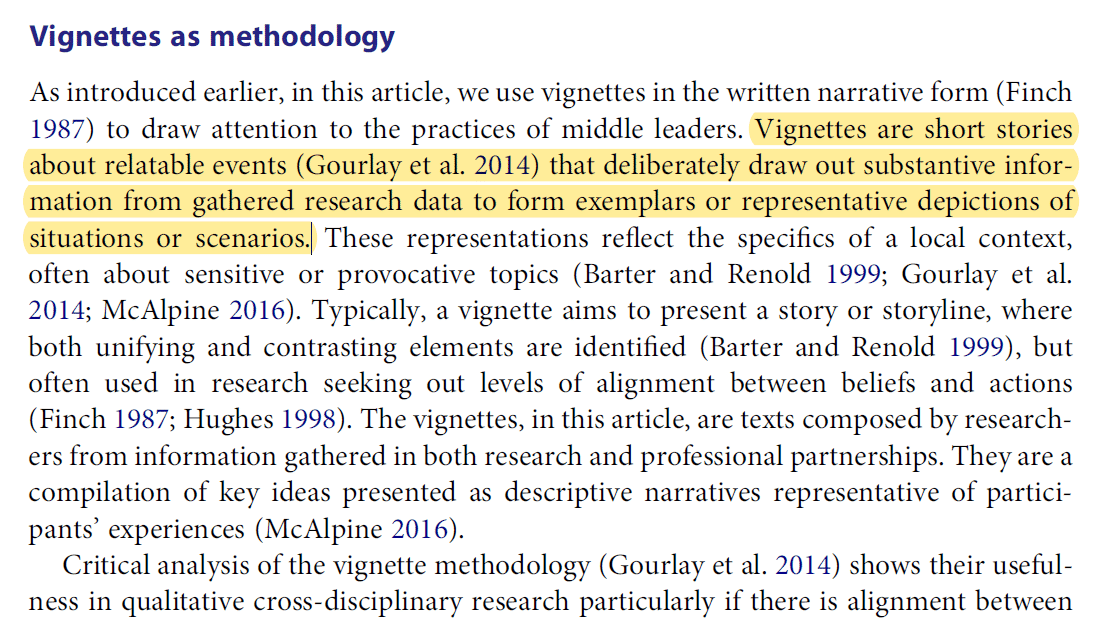 Vignettes as methodology
As introduced earlier, in this article, we use vignettes in the written narrative form (Finch
1987) to draw attention to the practices of middle leaders. Vignettes are short stories
about relatable events (Gourlay et al. 2014) that deliberately draw out substantive infor-
mation from gathered research data to form exemplars or representative depictions of
situations or scenarios. These representations reflect the specifics of a local context,
often about sensitive or provocative topics (Barter and Renold 1999; Gourlay et al.
2014; McAlpine 2016). Typically, a vignette aims to present a story or storyline, where
both unifying and contrasting elements are identified (Barter and Renold 1999), but
often used in research seeking out levels of alignment between beliefs and actions
(Finch 1987; Hughes 1998). The vignettes, in this article, are texts composed by research-
ers from information gathered in both research and professional partnerships. They are a
compilation of key ideas presented as descriptive narratives representative of partici-
pants’ experiences (McAlpine 2016).
Critical analysis of the vignette methodology (Gourlay et al. 2014) shows their useful-
ness in qualitative cross-disciplinary research particularly if there is alignment between